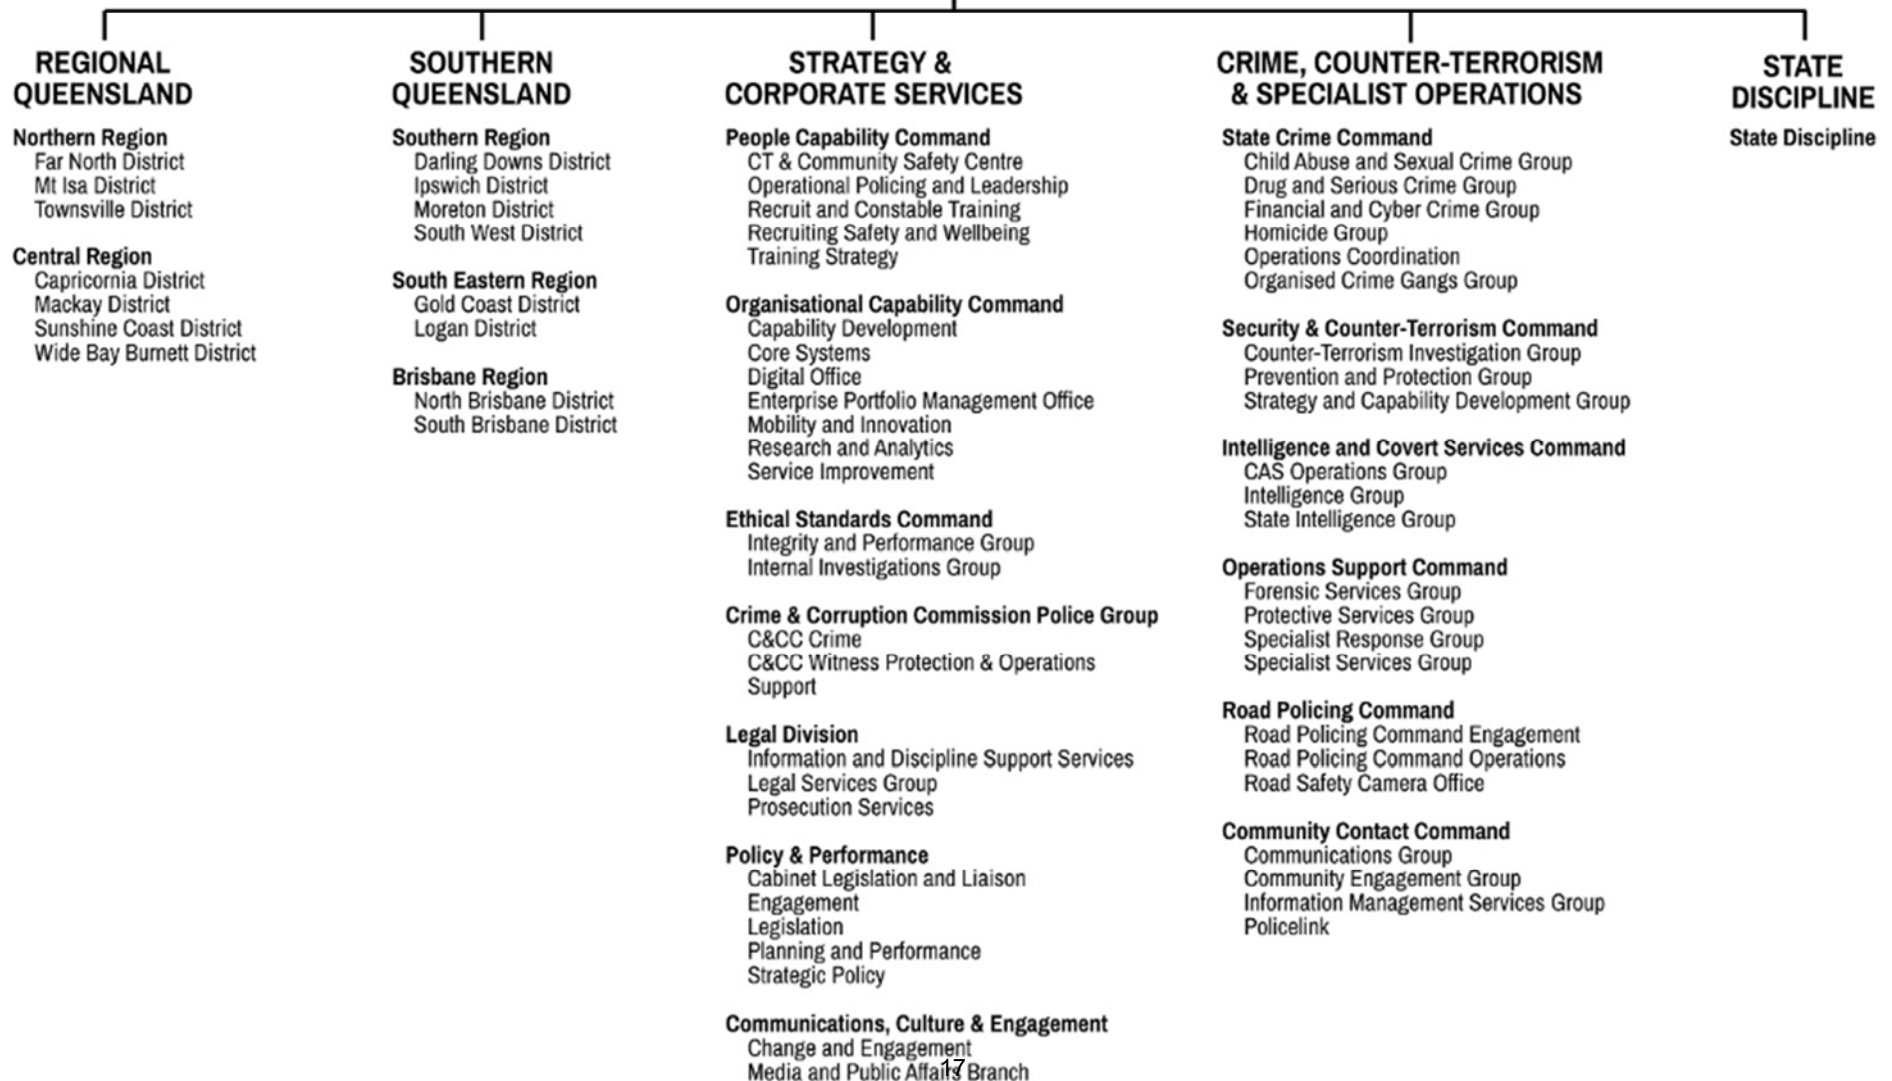 REGIONAL
QUEENSLAND
Northern Region
Far North District
Mt Isa District
Townsville District
Central Region
Capricornia District
Mackay District
Sunshine Coast District
Wide Bay Burnett District
SOUTHERN
QUEENSLAND
Southern Region
Darling Downs District
Ipswich District
Moreton District
South West District
South Eastern Region
Gold Coast District
Logan District
Brisbane Region
North Brisbane District
South Brisbane District
STRATEGY &
CORPORATE SERVICES
People Capability Command
CT & Community Safety Centre
Operational Policing and Leadership
Recruit and Constable Training
Recruiting Safety and Wellbeing
Training Strategy
Organisational Capability Command
Capability Development
Core Systems
Digital Office
Enterprise Portfolio Management Office
Mobility and Innovation
Research and Analytics
Service Improvement
Ethical Standards Command
Integrity and Performance Group
Internal Investigations Group
Crime & Corruption Commission Police Group
C&CC Crime
C&CC Witness Protection & Operations
Support
Legal Division
Information and Discipline Support Services
Legal Services Group
Prosecution Services
Policy & Performance
Cabinet Legislation and Liaison
Engagement
Legislation
Planning and Performance
Strategic Policy
Communications, Culture & Engagement
Change and Engagement
Media and Public Affairs Branch
CRIME, COUNTER-TERRORISM
& SPECIALIST OPERATIONS
State Crime Command
Child Abuse and Sexual Crime Group
Drug and Serious Crime Group
Financial and Cyber Crime Group
Homicide Group
Operations Coordination
Organised Crime Gangs Group
Security & Counter-Terrorism Command
Counter-Terrorism Investigation Group
Prevention and Protection Group
Strategy and Capability Development Group
Intelligence and Covert Services Command
CAS Operations Group
Intelligence Group
State Intelligence Group
Operations Support Command
Forensic Services Group
Protective Services Group
Specialist Response Group
Specialist Services Group
Road Policing Command
Road Policing Command Engagement
Road Policing Command Operations
Road Safety Camera Office
Community Contact Command
Communications Group
Community Engagement Group
Information Management Services Group
Policelink
STATE
DISCIPLINE
State Discipline
17